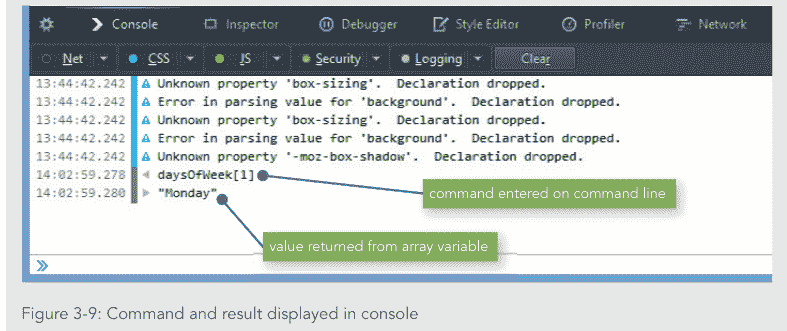 Console Inspector Debugger Style Editor Profiler Network
Net CSS JS Security Logging Clear
13:44:42.242 Unknown property 'box-sizing'. Declaration dropped.
13:44:42.242 Error in parsing value for 'background'. Declaration dropped.
13:44:42.242 Unknown property 'box-sizing'. Declaration dropped.
13:44:42.242 Error in parsing value for 'background'. Declaration dropped.
13:44:42.242 Unknown property '-moz-box-shadow'. Declaration dropped.
14:02:59.278 daysOfWeek[1]
14:02:59.280 "Monday"
command entered on command line
value returned from array variable
Figure 3-9: Command and result displayed in console